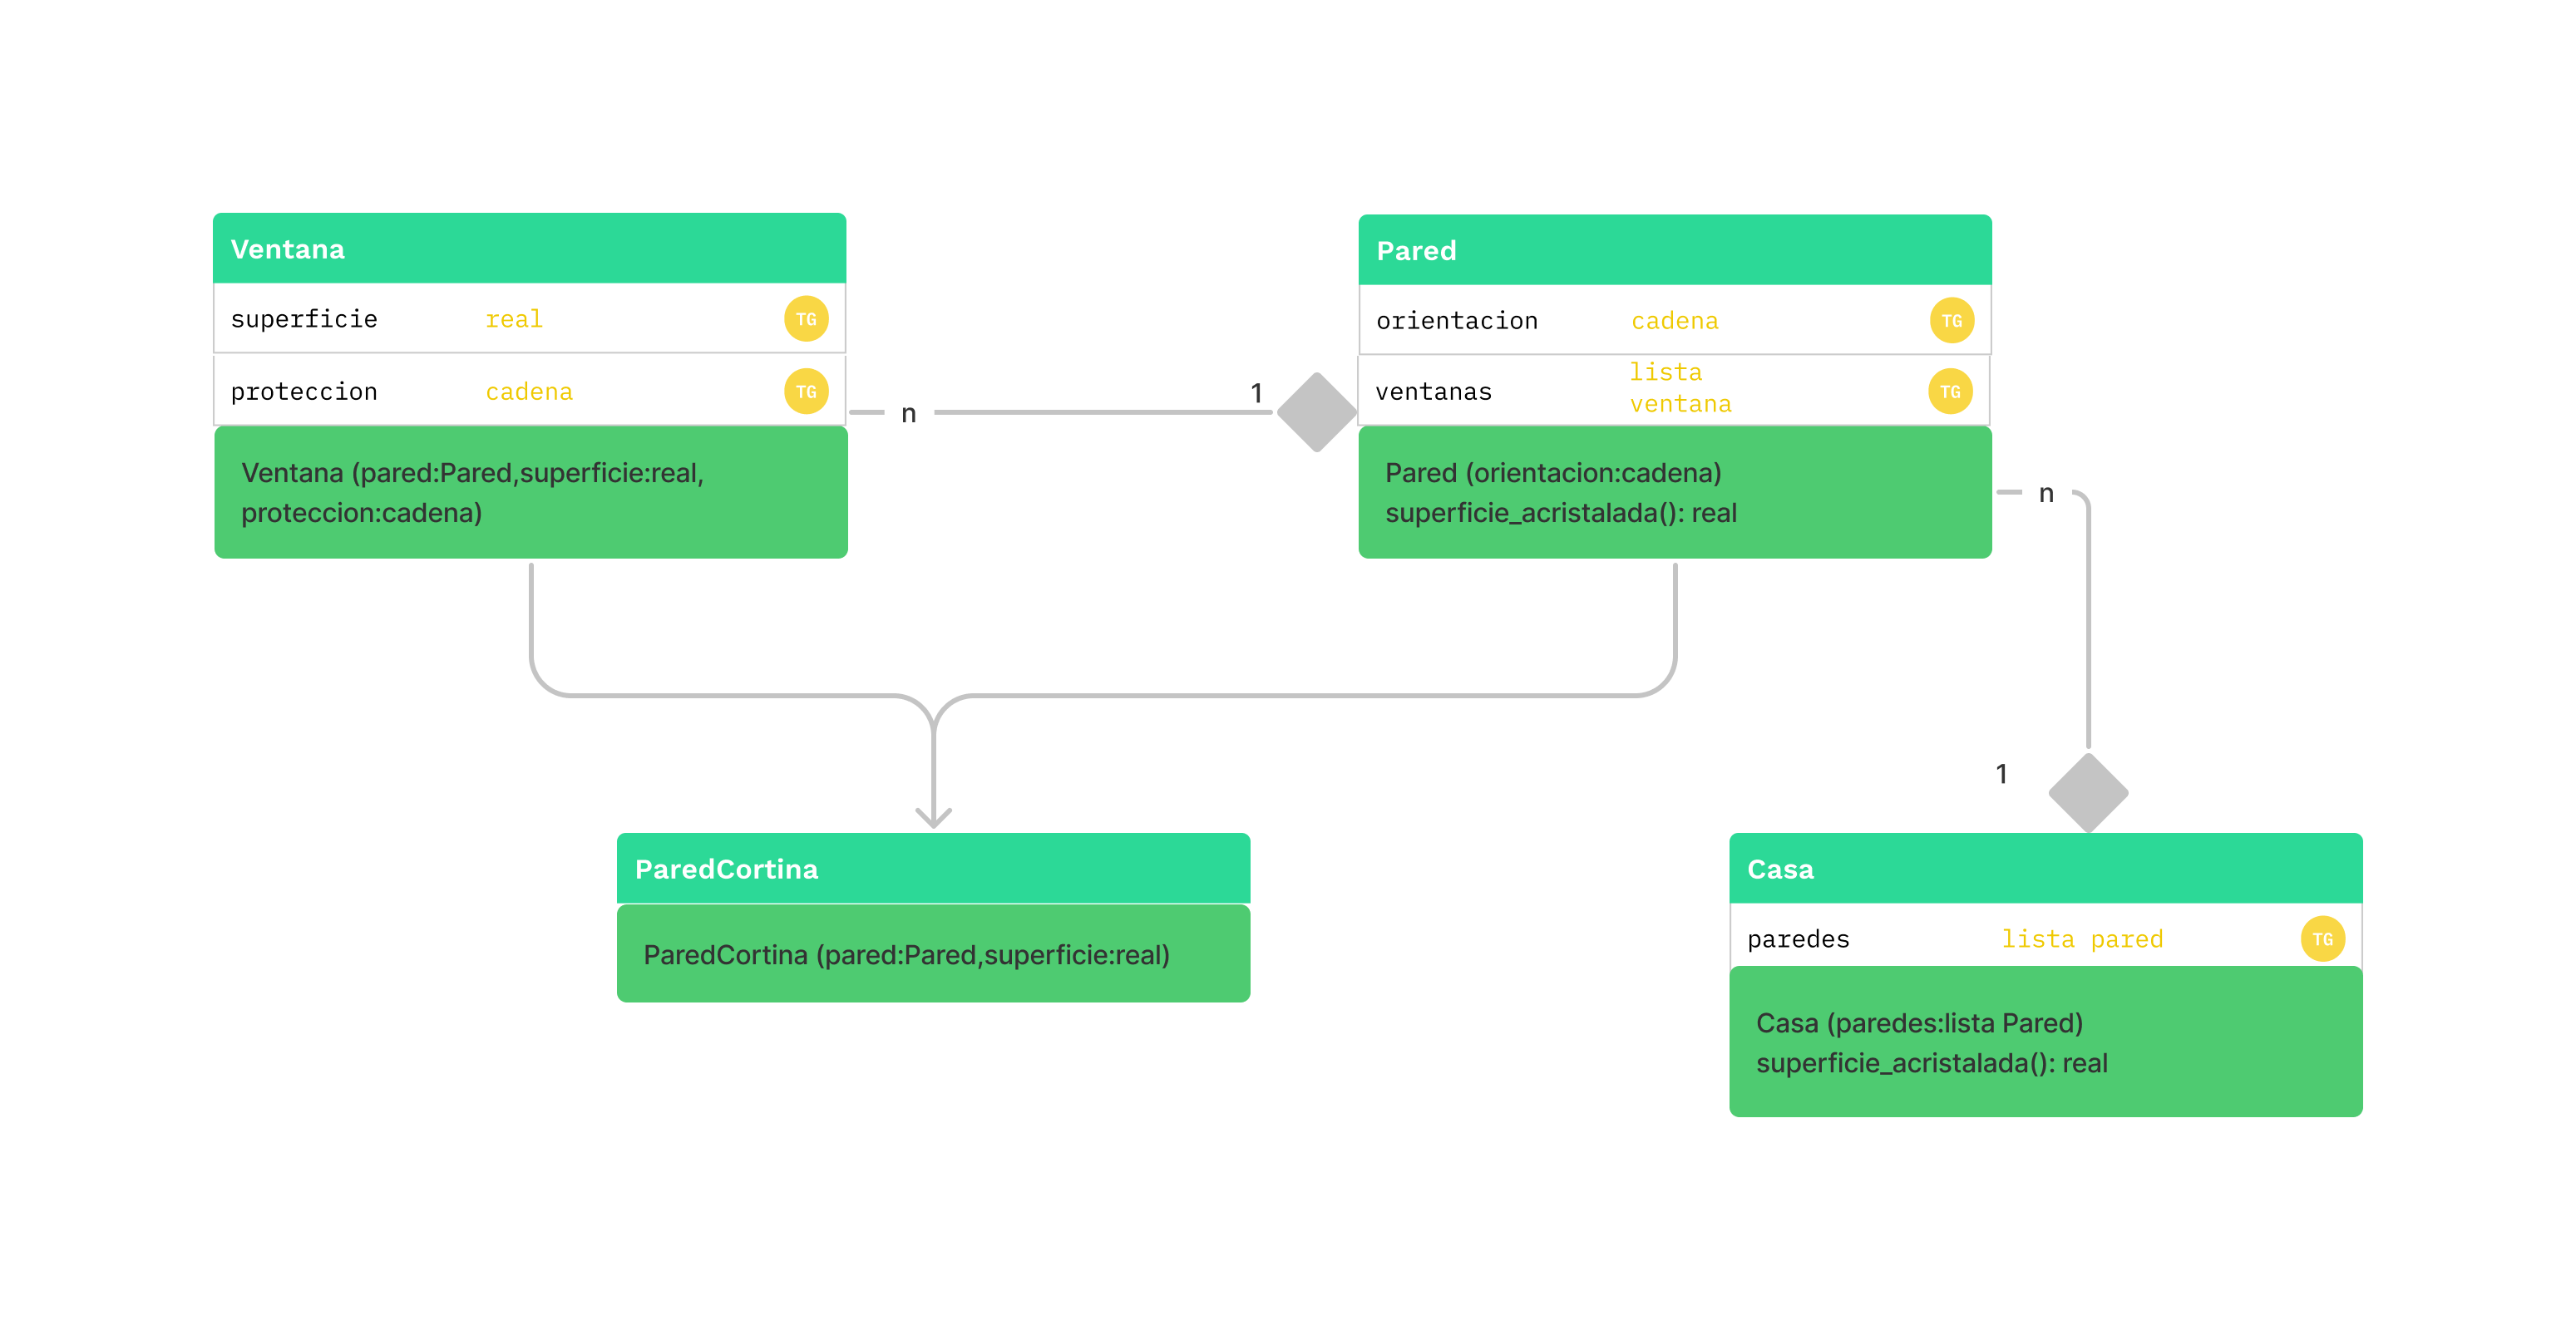 Ventana
superficie real TG
proteccion cadena TG
Ventana (pared:Pared,superficie:real,
proteccion:cadena)
n
1
Pared
orientacion cadena TG
ventanas lista
ventana TG
Pared (orientacion:cadena)
superficie_acristalada(): real
n
1
ParedCortina
ParedCortina (pared:Pared,superficie:real)
Casa
paredes lista pared TG
Casa (paredes:lista Pared)
superficie_acristalada(): real